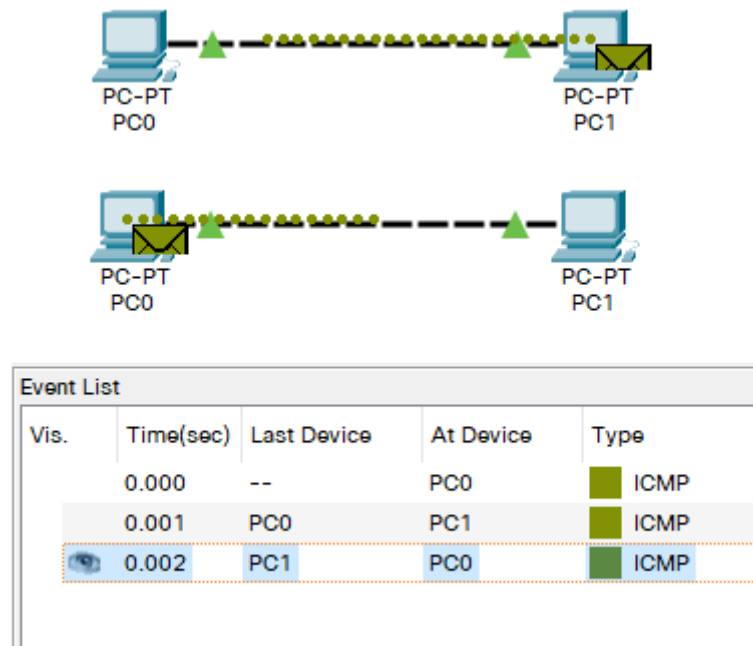 PC-PT
PC0
PC-PT
PC1
PC-PT
PC0
PC-PT
PC1
Event List
Vis. Time(sec) Last Device At Device Type
0.000 -- PC0 ICMP
0.001 PC0 PC1 ICMP
0.002 PC1 PC0 ICMP